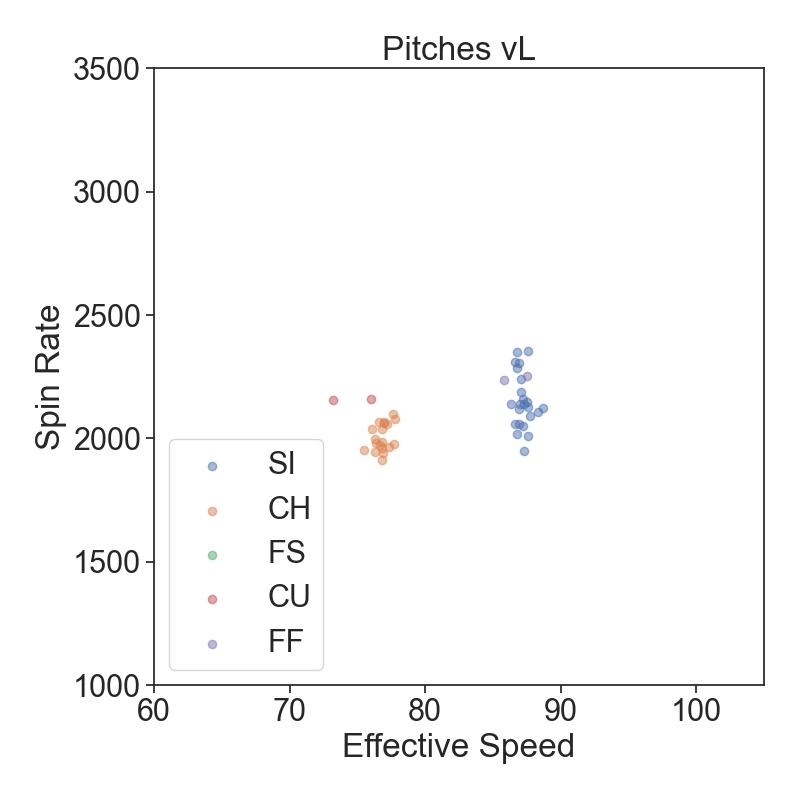 Pitches vL
3500
3000
2500
2000
1500
1000
Spin Rate
SI
CH
FS
CU
FF
60 70 80 90 100
Effective Speed